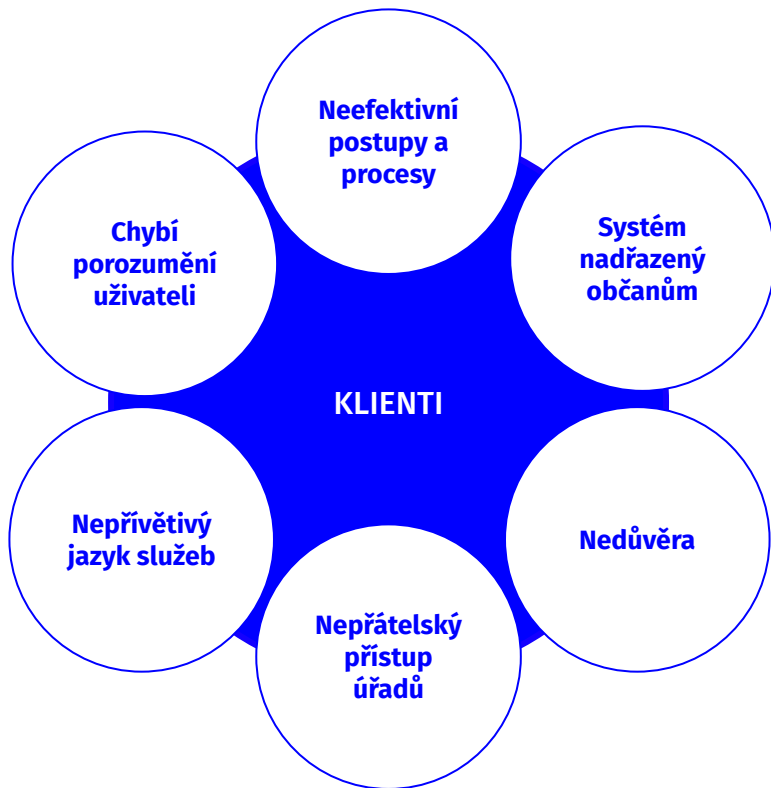 Neefektivní
postupy a
procesy
Systém
nadřazený
občanům
Chybí
porozumění
uživateli
KLIENTI
Nepřívětivý
jazyk služeb
Nedůvěra
Nepřátelský
přístup
úřadů